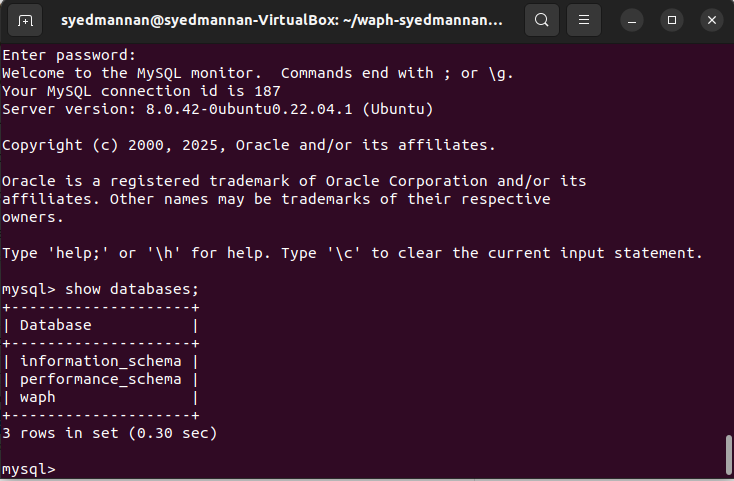 syedmannan@syedmannan-VirtualBox: ~/waph-syedmannan...
Enter password:
Welcome to the MySQL monitor.  Commands end with ; or \g.
Your MySQL connection id is 187
Server version: 8.0.42-0ubuntu0.22.04.1 (Ubuntu)
Copyright (c) 2000, 2025, Oracle and/or its affiliates.
Oracle is a registered trademark of Oracle Corporation and/or its
affiliates. Other names may be trademarks of their respective
owners.
Type 'help;' or '\h' for help. Type '\c' to clear the current input statement.
mysql> show databases;
+--------------------+
| Database           |
+--------------------+
| information_schema |
| performance_schema |
| waph               |
+--------------------+
3 rows in set (0.30 sec)
mysql>